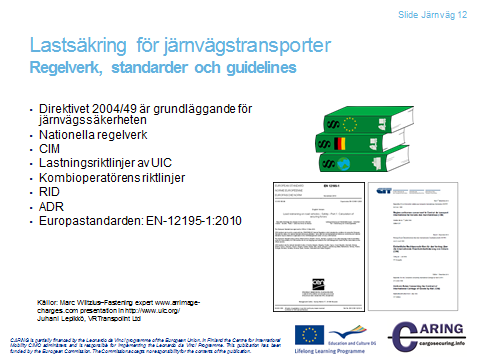 Slide Järnväg 12
Lastsäkring för järnvägstransporter
Regelverk, standarder och guidelines
• Direktivet 2004/49 är grundläggande för
järnvägssäkerheten
• Nationella regelverk
• CIM
• Lastningsriktlinjer av UIC
• Kombioperatörens riktlinjer
• RID
• ADR
• Europastandarden: EN-12195-1:2010
EN 12195-1
CIT
cen
Källor: Marc Wiltzius–Fastening expert www.arrimage-
charges.com presentation in http://www.uic.org/
Juhani Lepikkö, VR Transpoint Ltd
CARING is partially financed by the Leonardo da Vinci programme of the European Union. In Finland the Centre for International
Mobility CIMO administers and is responsible for implementing the Leonardo da Vinci Programme. This publication has been
funded by European Commission. The Commission accepts no responsibility for the contents of the publication.
Education and Culture DG
Lifelong Learning Programme
CARING
cargosecuring.info